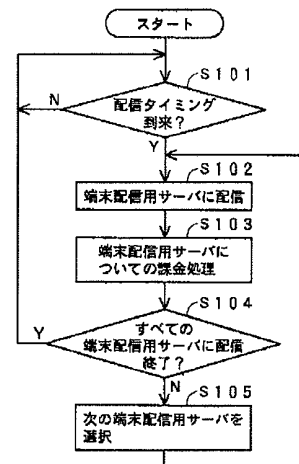 スタート
S101
配信タイミング
到来?
N
Y
S102
端末配信用サーバに配信
S103
端末配信用サーバに
ついての課金処理
S104
すべての
端末配信用サーバに配信
終了?
Y
N
S105
次の端末配信用サーバを
選択